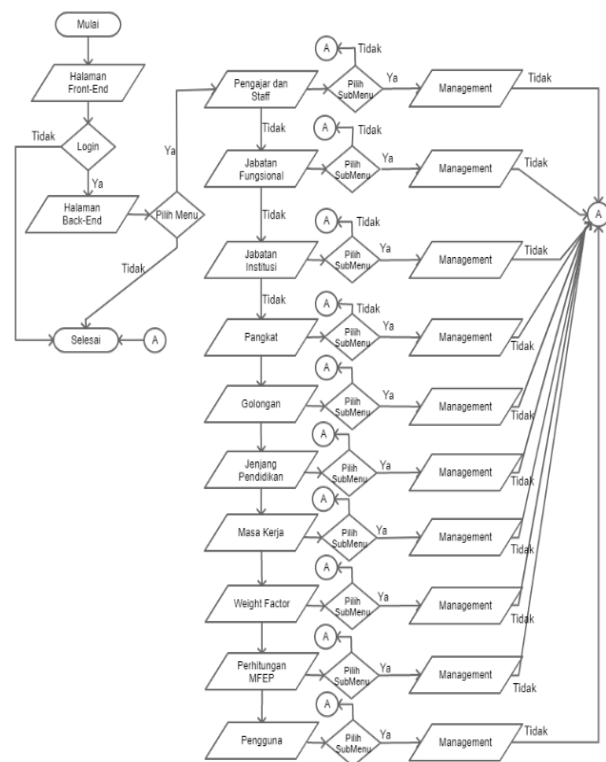 Mulai
Halaman
Front-End
Tidak
Login
Ya
Halaman
Back-End
Ya
Pilih Menu
Tidak
Selesai
A
Pengajar dan
Staff
Tidak
A
Tidak
Pilih
SubMenu
Ya
Management
Tidak
Jabatan
Fungsional
Tidak
A
Tidak
Pilih
SubMenu
Ya
Management
Tidak
A
Jabatan
Institusi
Tidak
A
Tidak
Pilih
SubMenu
Ya
Management
Tidak
Pangkat
A
Tidak
Pilih
SubMenu
Ya
Management
Tidak
Golongan
A
Pilih
SubMenu
Ya
Management
Tidak
Jenjang
Pendidikan
A
Pilih
SubMenu
Ya
Management
Tidak
Masa Kerja
A
Pilih
SubMenu
Ya
Management
Tidak
Weight Factor
A
Pilih
SubMenu
Ya
Management
Tidak
Perhitungan
MFEP
A
Pilih
SubMenu
Ya
Management
Tidak
Pengguna
A
Pilih
SubMenu
Ya
Management
Tidak